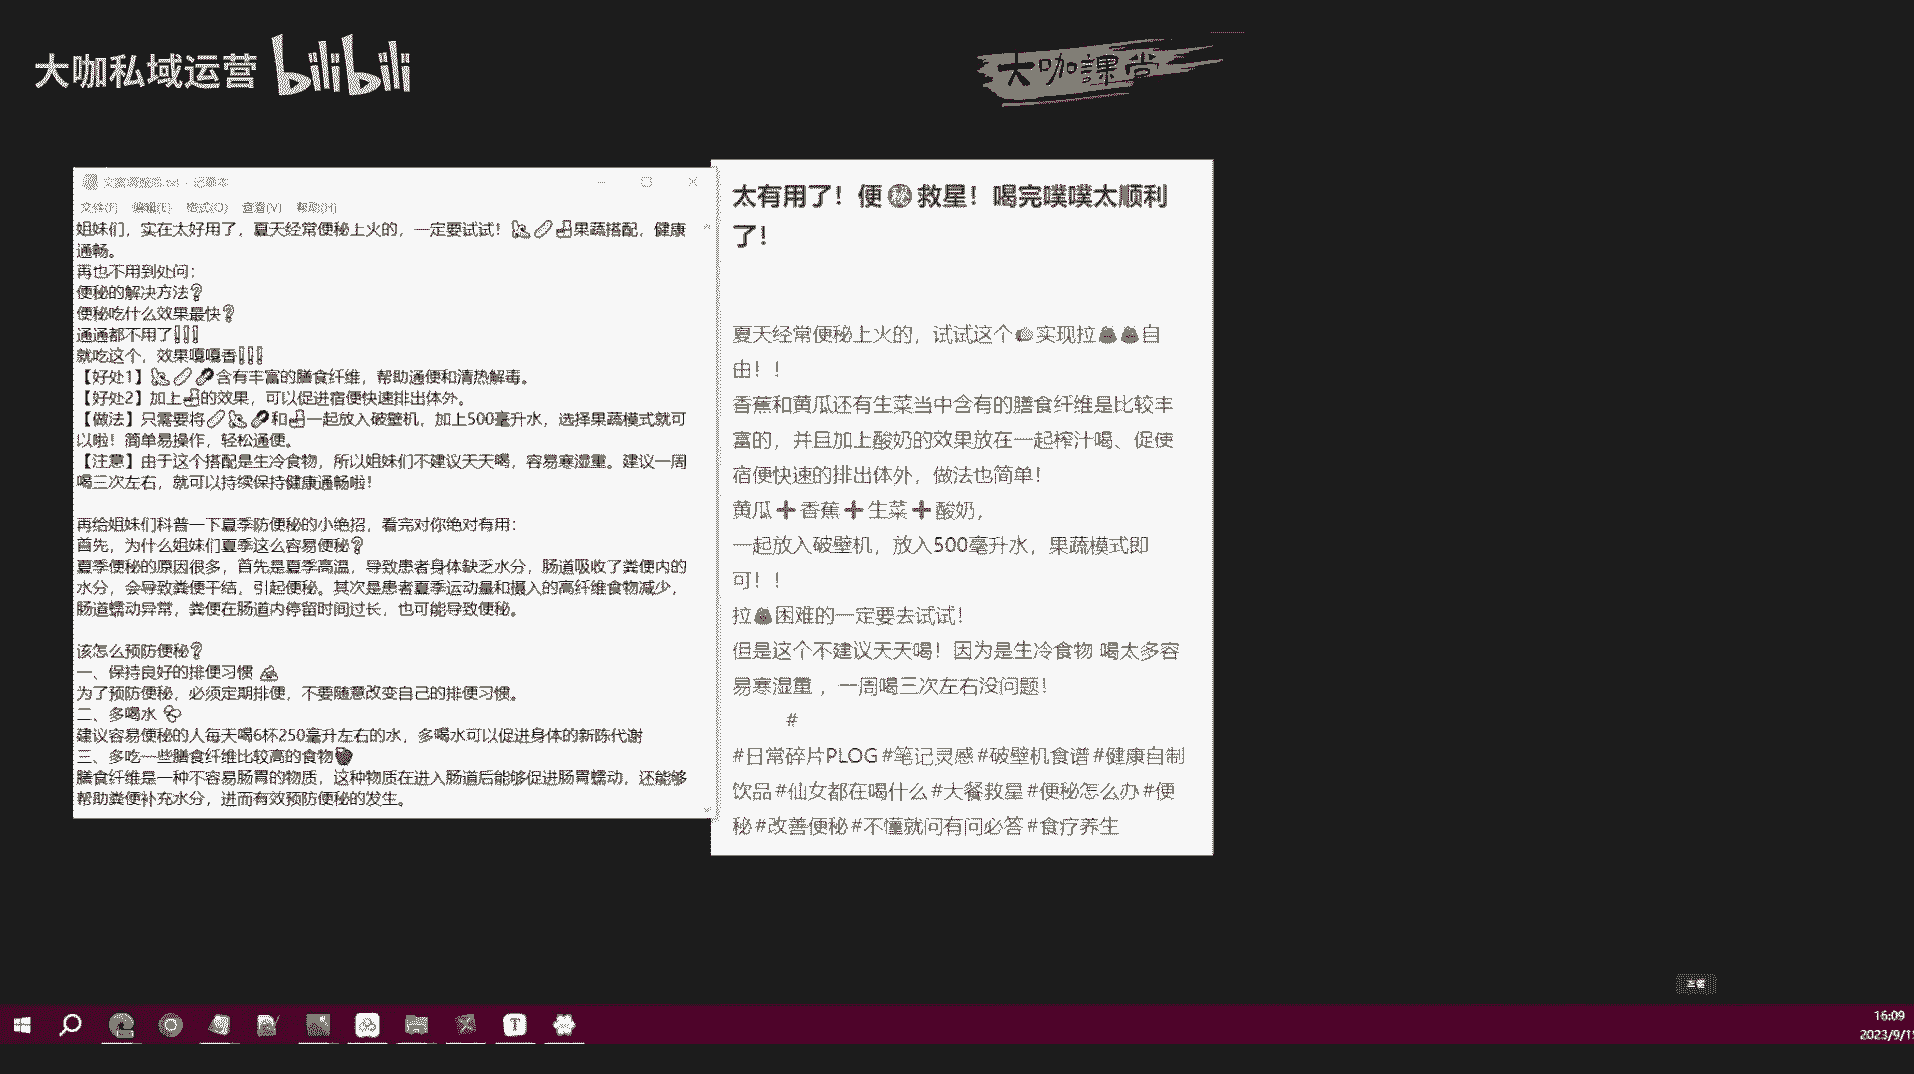 大咖私域运营 bilibili
大咖課堂
文件(F) 编辑(E) 格式(O) 查看(V) 帮助(H)
姐妹们，实在太好用了，夏天经常便秘上火的，一定要试试！果蔬搭配，健康
通畅。
再也不用到处问：
便秘的解决方法❓
便秘吃什么效果最快❓
通通都不用了❗❗❗
就吃这个，效果嘎嘎香❗❗❗
【好处1】🍌🥒🥬含有丰富的膳食纤维，帮助通便和清热解毒。
【好处2】加上的效果，可以促进宿便快速排出体外。
【做法】只需要将🥒🍌🥬和一起放入破壁机，加上500毫升水，选择果蔬模式就可
以啦！简单易操作，轻松通便。
【注意】由于这个搭配是生冷食物，所以姐妹们不建议天天喝，容易寒湿重。建议一周
喝三次左右，就可以持续保持健康通畅啦！
再给姐妹们科普一下夏季防便秘的小绝招，看完对你绝对有用：
首先，为什么姐妹们夏季这么容易便秘❓
夏季便秘的原因很多，首先是夏季高温，导致患者身体缺乏水分，肠道吸收了粪便内的
水分，会导致粪便干结，引起便秘。其次是患者夏季运动量和摄入的高纤维食物减少，
肠道蠕动异常，粪便在肠道内停留时间过长，也可能导致便秘。
该怎么预防便秘❓
一、保持良好的排便习惯
为了预防便秘，必须定期排便，不要随意改变自己的排便习惯。
二、多喝水
建议容易便秘的人每天喝6杯250毫升左右的水，多喝水可以促进身体的新陈代谢
三、多吃一些膳食纤维比较高的食物
膳食纤维是一种不容易肠胃的物质，这种物质在进入肠道后能够促进肠胃蠕动，还能够
帮助粪便补充水分，进而有效预防便秘的发生。
太有用了！便㊙救星！喝完噗噗太顺利
了！
夏天经常便秘上火的，试试这个实现拉💩💩自
由！！
香蕉和黄瓜还有生菜当中含有的膳食纤维是比较丰
富的，并且加上酸奶的效果放在一起榨汁喝、促使
宿便快速的排出体外，做法也简单！
黄瓜➕香蕉➕生菜➕酸奶，
一起放入破壁机，放入500毫升水，果蔬模式即
可！！
拉💩困难的一定要去试试！
但是这个不建议天天喝！因为是生冷食物 喝太多容
易寒湿重 ，一周喝三次左右没问题！
#
#日常碎片PLOG #笔记灵感 #破壁机食谱 #健康自制
饮品 #仙女都在喝什么 #大餐救星 #便秘怎么办 #便
秘 #改善便秘 #不懂就问有问必答 #食疗养生
16:09